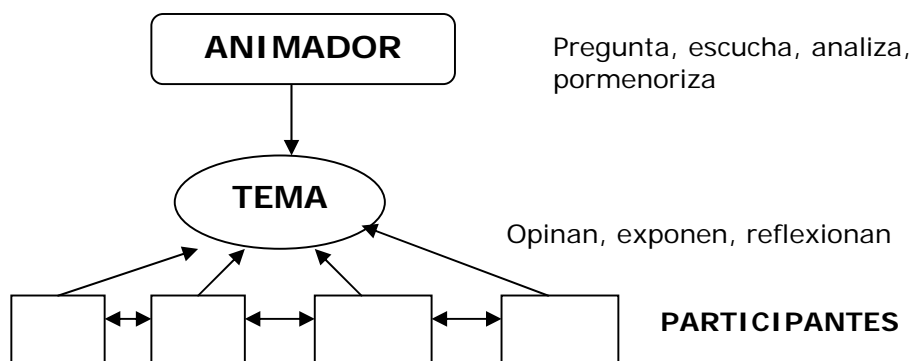 ANIMADOR
Pregunta, escucha, analiza,
pormenoriza
TEMA
Opinan, exponen, reflexionan
PARTICIPANTES